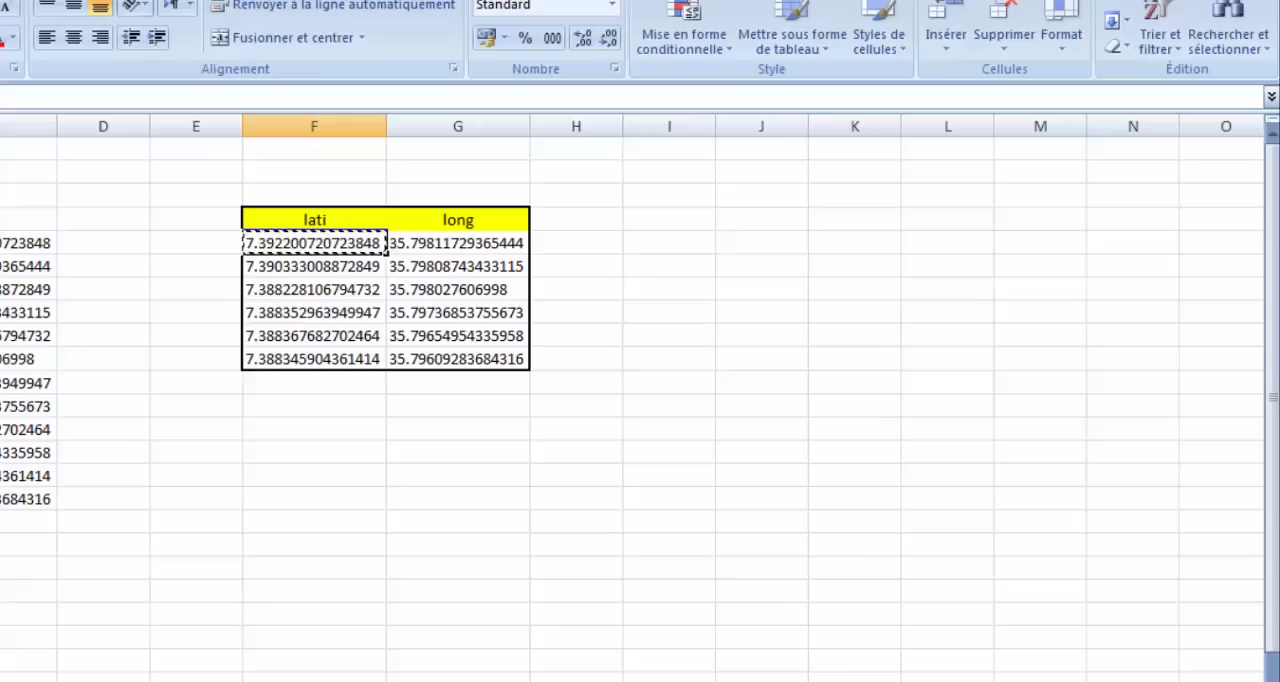 Renvoyer à la ligne automatiquement
Standard
Fusionner et centrer
% 000
Mise en forme conditionnelle
Mettre sous forme de tableau
Styles de cellules
Insérer
Supprimer
Format
Trier et filtrer
Rechercher et sélectionner
Alignement
Nombre
Style
Cellules
Édition
D E F G H I J K L M N O
lati long
723848 7.392200720723848 35.79811729365444
365444 7.390333008872849 35.79808743433115
872849 7.388228106794732 35.798027606998
433115 7.388352963949947 35.79736853755673
794732 7.388367682702464 35.79654954335958
6998 7.388345904361414 35.79609283684316
949947
755673
702464
335958
361414
684316